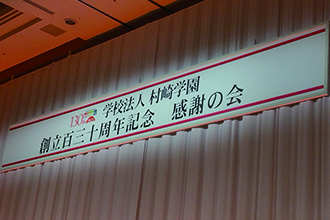 130 学校法人 村崎学園
創立百三十周年記念 感謝の会